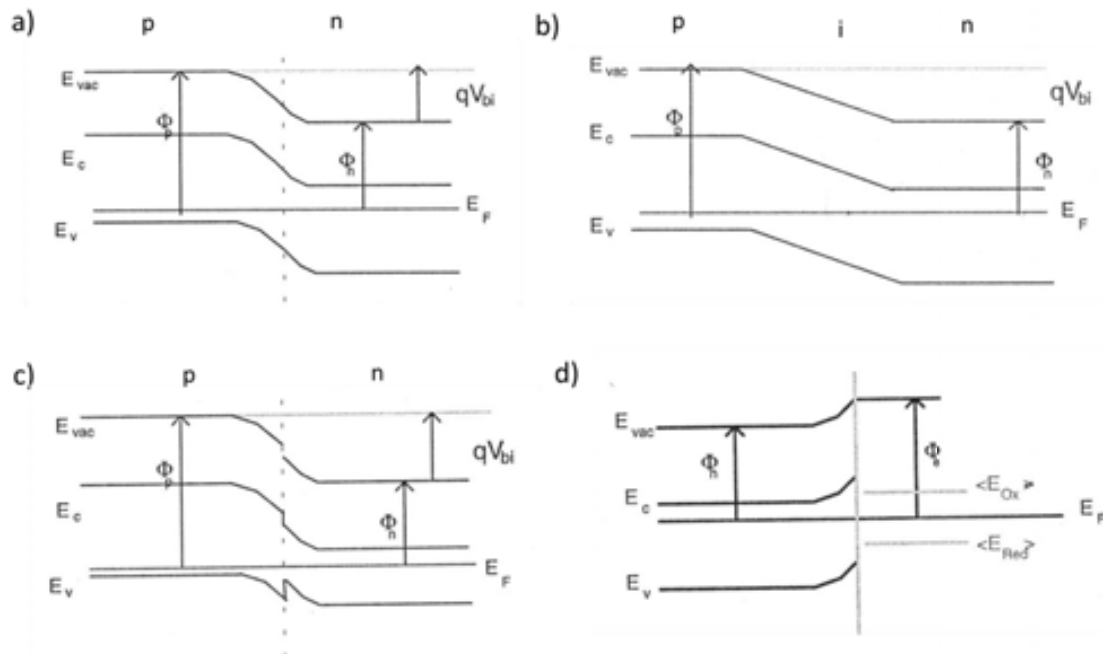 a)
p n
E vac
Φ p
qV bi
E c
Φ n
E F
E v
b)
p i n
E vac
Φ
qV bi
E c
Φ n
E F
E v
c)
p n
E vac
Φ p
qV bi
E c
Φ n
E F
E v
d)
E vac
Φ n
Φ
<E Ox >
E c
E F
<E Red >
E v